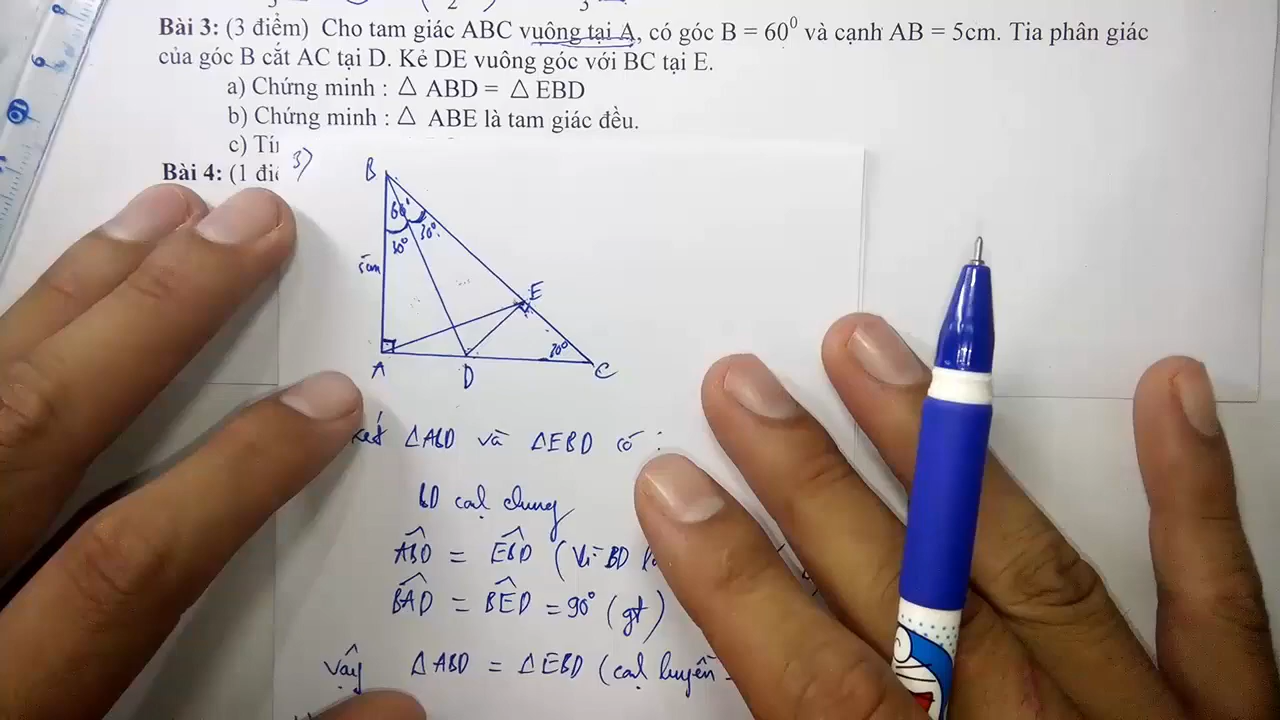 Bài 3: (3 điểm) Cho tam giác ABC vuông tại A, có góc B = 60⁰ và cạnh AB = 5cm. Tia phân giác
của góc B cắt AC tại D. Kẻ DE vuông góc với BC tại E.
a) Chứng minh : △ ABD = △ EBD
b) Chứng minh : △ ABE là tam giác đều.
c)
Bài 4: (1
3)
B
60°
30°
30°
5cm
E
30°
A
D
C
△ABD và △EBD có :
BD cạnh chung
ABD = EBD (Vì BD
BAD = BED = 90° (gt)
vậy △ABD = △EBD (cạnh huyền -
8
9
10